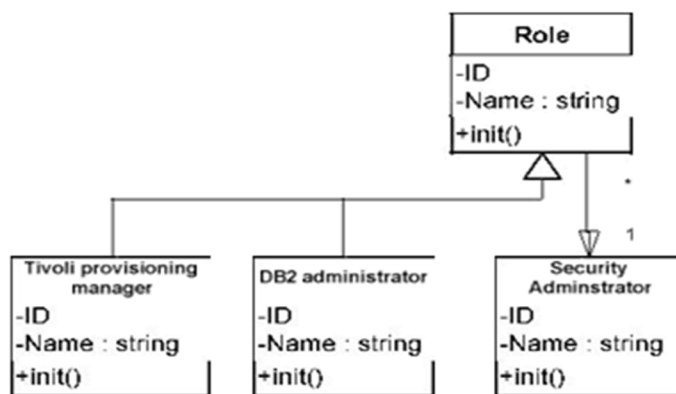 Role
-ID
-Name : string
+init()
*
1
Tivoli provisioning
manager
-ID
-Name : string
+init()
DB2 administrator
-ID
-Name : string
+init()
Security
Adminstrator
-ID
-Name : string
+init()